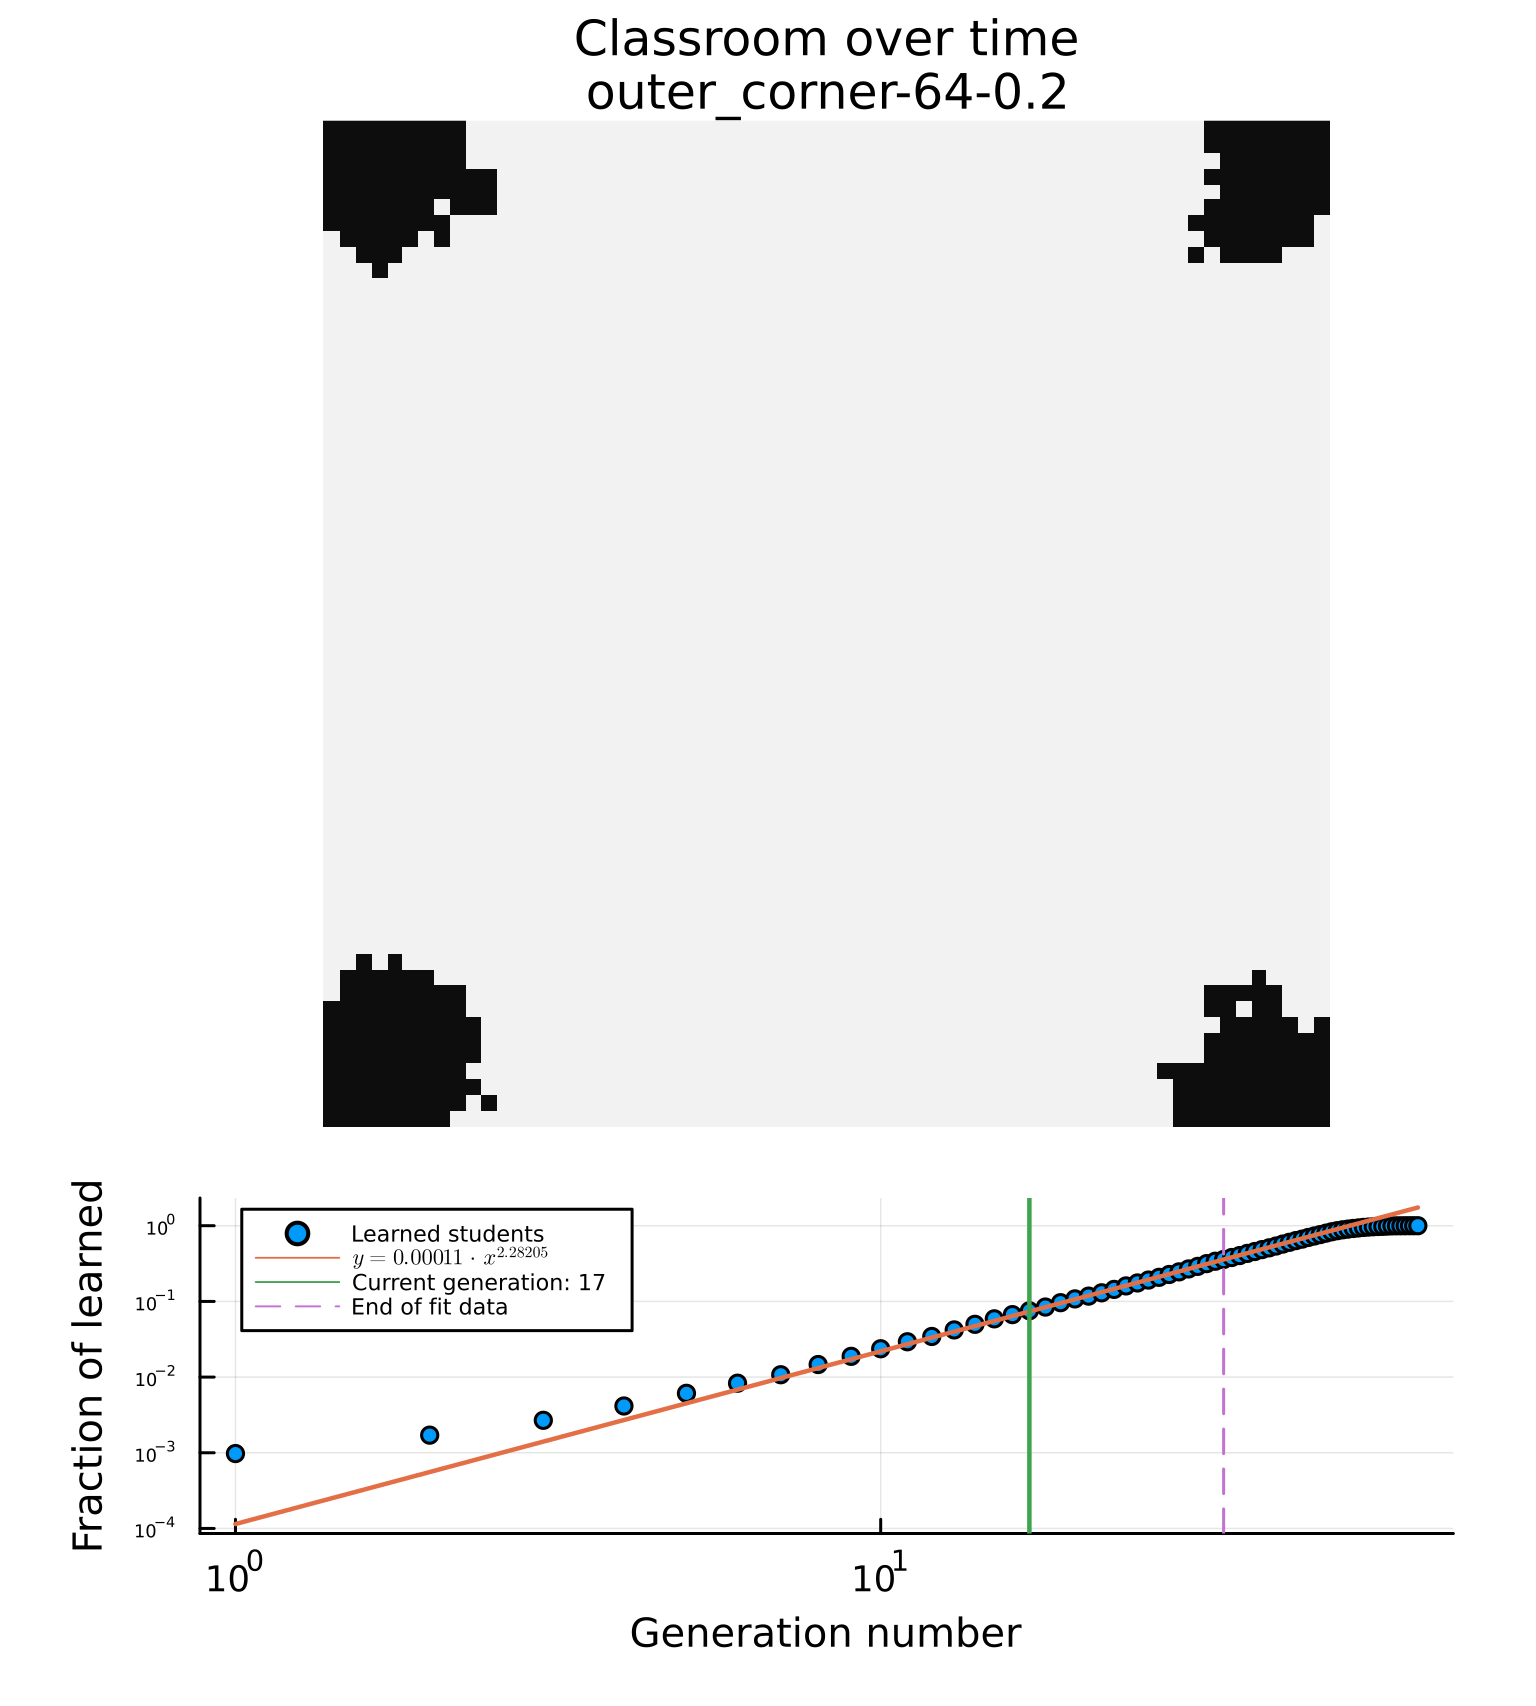 Classroom over time
outer_corner-64-0.2
Fraction of learned
10⁰
10⁻¹
10⁻²
10⁻³
10⁻⁴
Learned students
y = 0.00011 · x^2.28205
Current generation: 17
End of fit data
10⁰ 10¹
Generation number